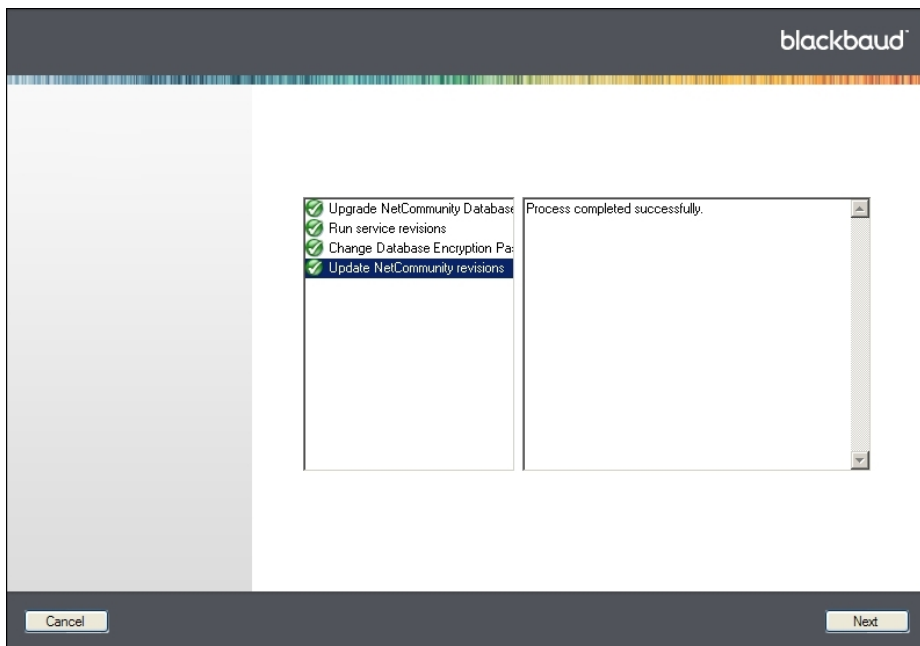 blackbaud
Upgrade NetCommunity Database
Run service revisions
Change Database Encryption Pa
Update NetCommunity revisions
Process completed successfully.
Cancel
Next